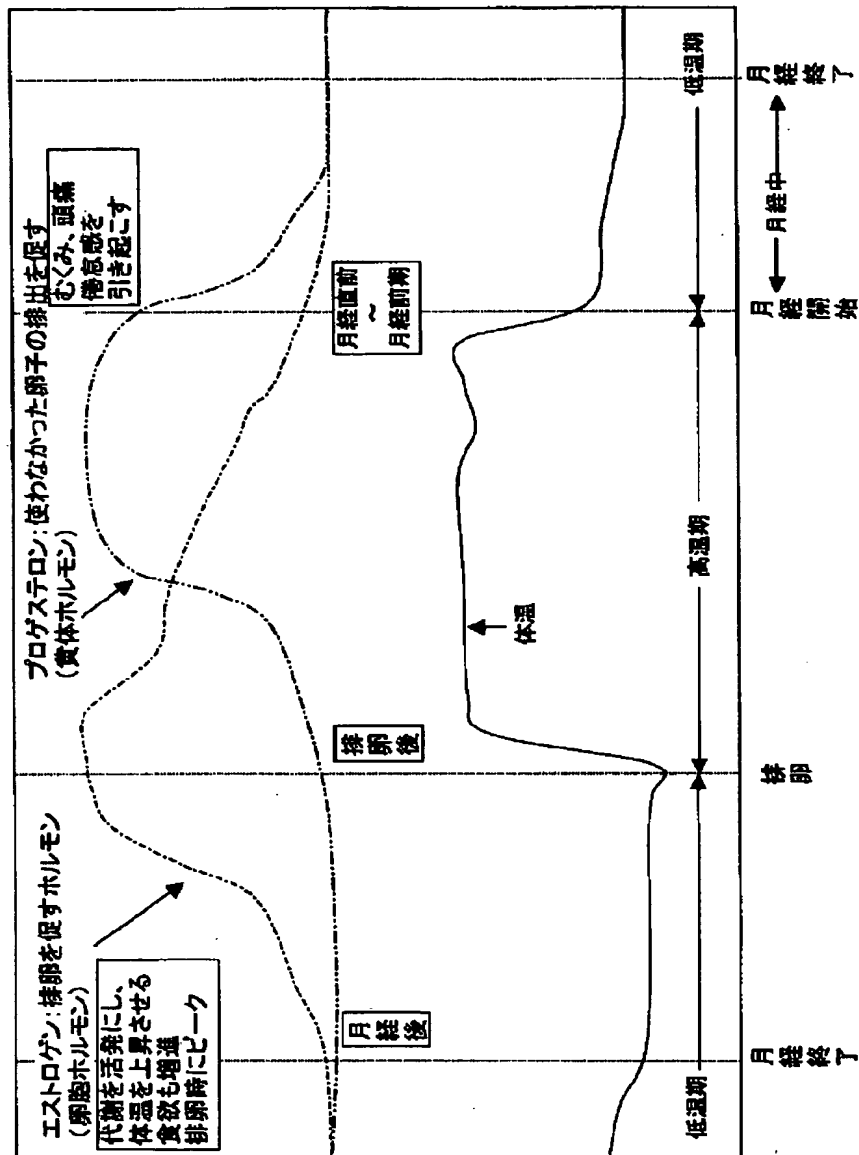 エストロゲン:排卵を促すホルモン
(卵胞ホルモン)
代謝を活発にし、
体温を上昇させる
食欲も増進
排卵時にピーク
プロゲステロン:使わなかった卵子の排出を促す
(黄体ホルモン)
むくみ、頭痛
倦怠感を
引き起こす
月経後
排卵後
月経直前
~
月経前期
体温
低温期
高温期
低温期
月経終了
排卵
月経開始
月経中
月経終了